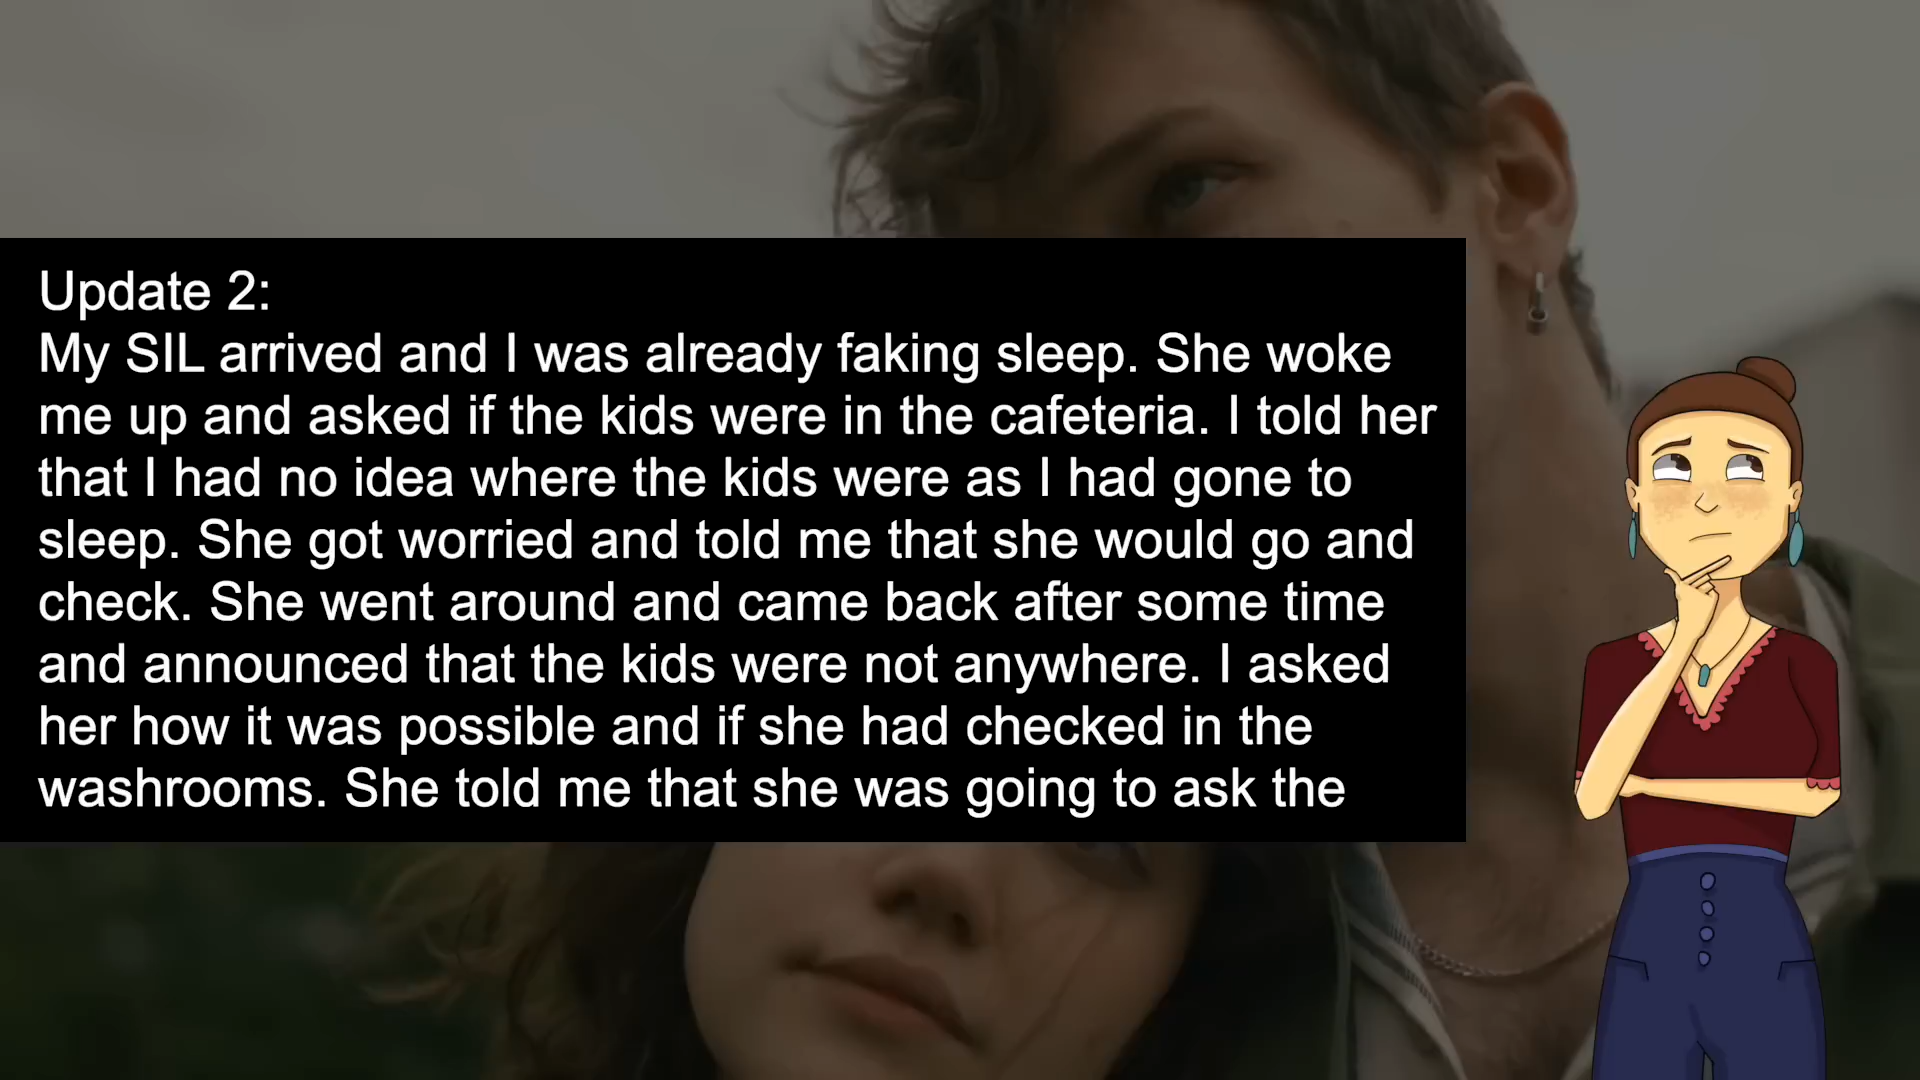 Update 2:
My SIL arrived and I was already faking sleep. She woke
me up and asked if the kids were in the cafeteria. I told her
that I had no idea where the kids were as I had gone to
sleep. She got worried and told me that she would go and
check. She went around and came back after some time
and announced that the kids were not anywhere. I asked
her how it was possible and if she had checked in the
washrooms. She told me that she was going to ask the